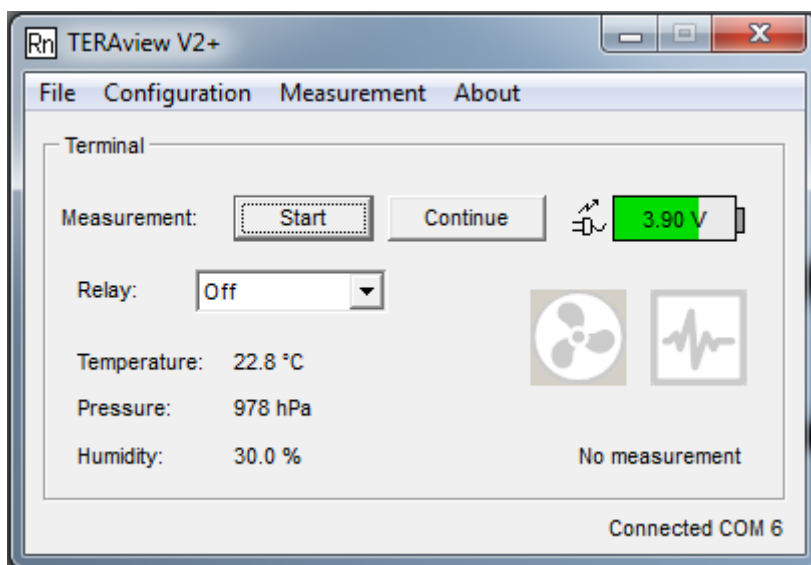 Rn TERAview V2+
File Configuration Measurement About
Terminal
Measurement: Start Continue 3.90 V
Relay: Off
Temperature: 22.8 °C
Pressure: 978 hPa
Humidity: 30.0 % No measurement
Connected COM 6